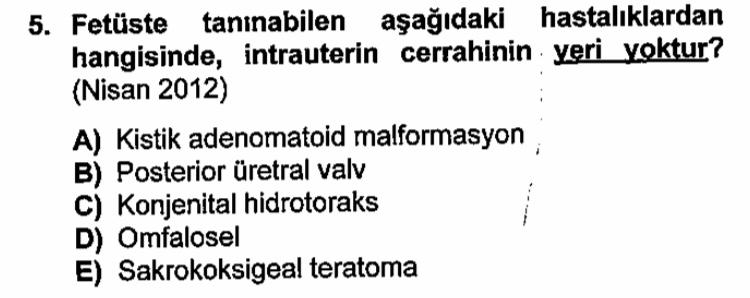 5. Fetüste tanınabilen aşağıdaki hastalıklardan
hangisinde, intrauterin cerrahinin yeri yoktur?
(Nisan 2012)
A) Kistik adenomatoid malformasyon
B) Posterior üretral valv
C) Konjenital hidrotoraks
D) Omfalosel
E) Sakrokoksigeal teratoma